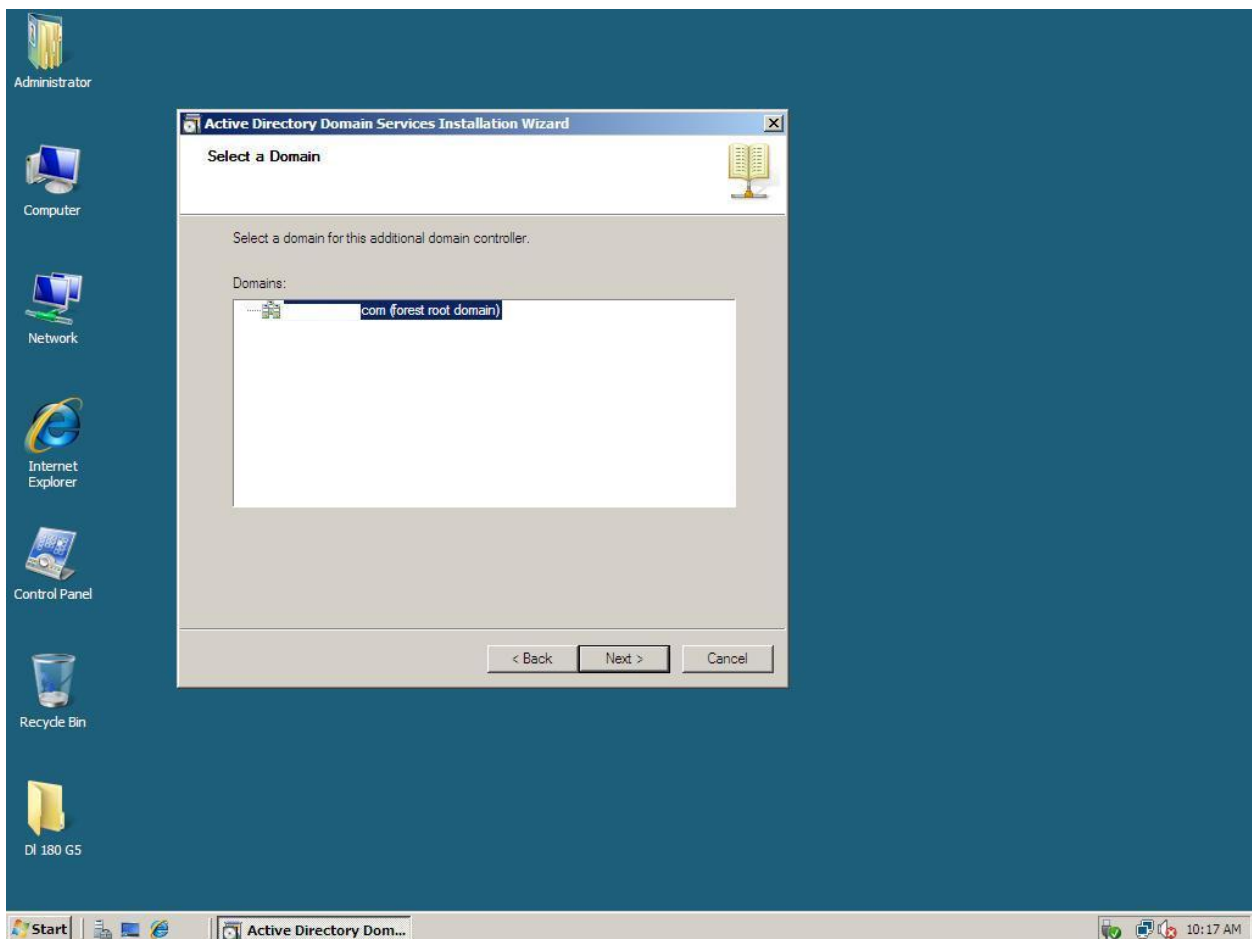 Administrator
Computer
Network
Internet
Explorer
Control Panel
Recycle Bin
Dl 180 G5
Active Directory Domain Services Installation Wizard
Select a Domain
Select a domain for this additional domain controller.
Domains:
com (forest root domain)
< Back
Next >
Cancel
Start
Active Directory Dom...
10:17 AM